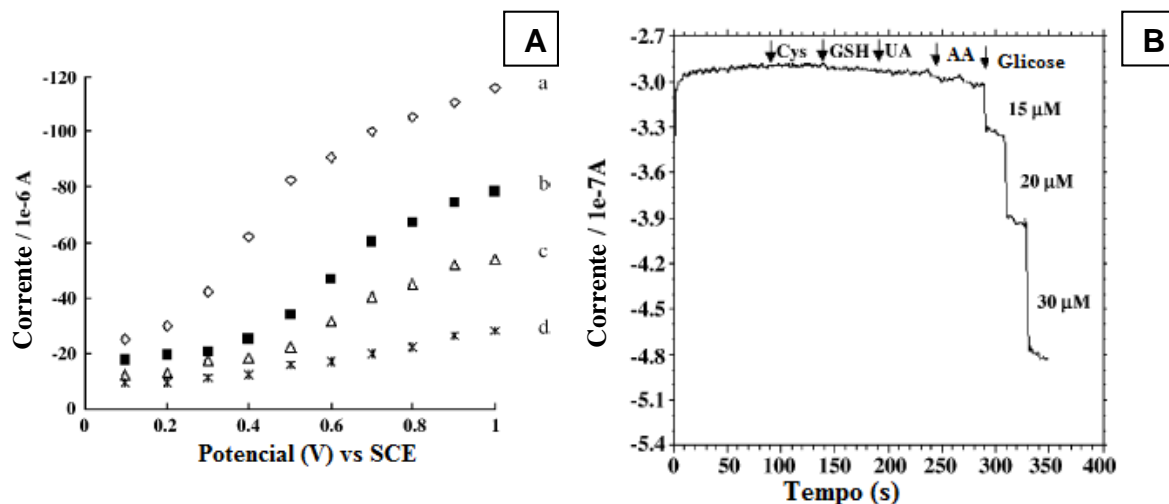 A
-120
-100
-80
-60
-40
-20
0
a
b
c
d
0
0.2
0.4
0.6
0.8
1
Corrente / 1e-6 A
Potencial (V) vs SCE
B
-2.7
-3.0
-3.3
-3.6
-3.9
-4.2
-4.5
-4.8
-5.1
-5.4
Cys GSH UA AA Glicose
15 µM
20 µM
30 µM
0 50 100 150 200 250 300 350 400
Corrente / 1e-7A
Tempo (s)